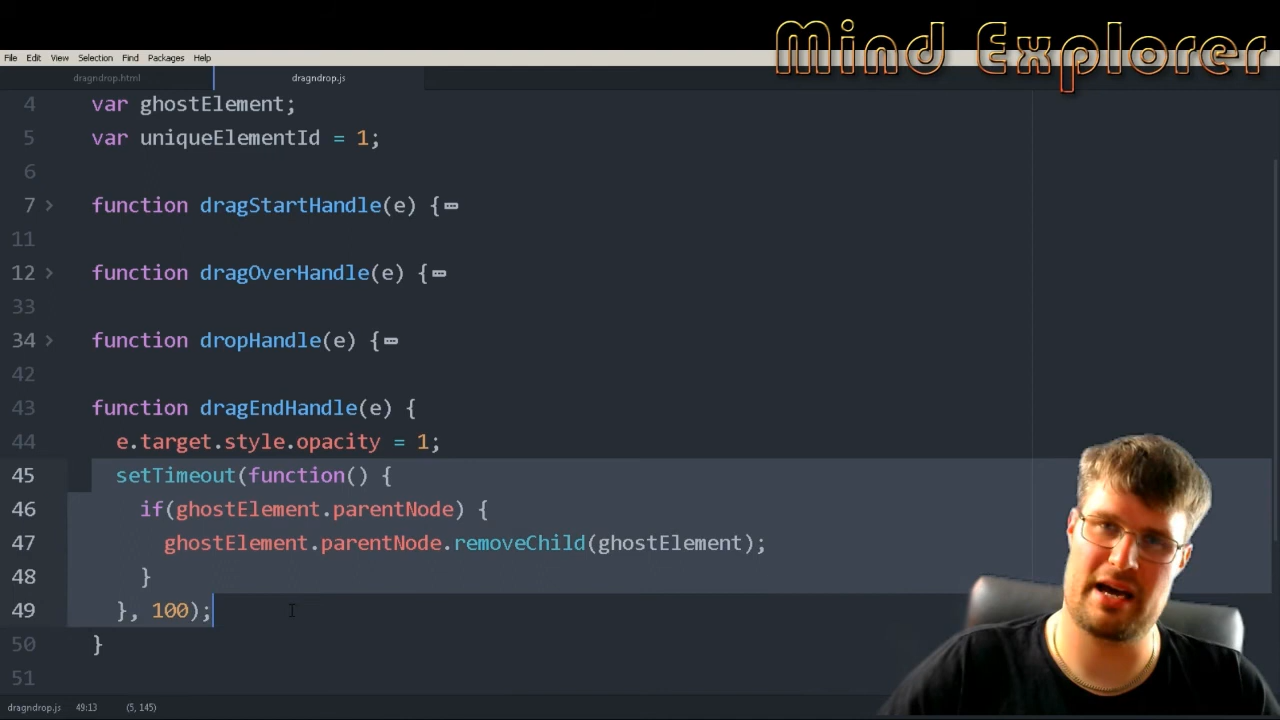 Mind Explorer
File Edit View Selection Find Packages Help
dragndrop.html dragndrop.js
4 var ghostElement;
5 var uniqueElementId = 1;
6
7 function dragStartHandle(e) {
11
12 function dragOverHandle(e) {
33
34 function dropHandle(e) {
42
43 function dragEndHandle(e) {
44 e.target.style.opacity = 1;
45 setTimeout(function() {
46 if(ghostElement.parentNode) {
47 ghostElement.parentNode.removeChild(ghostElement);
48 }
49 }, 100);
50 }
51
dragndrop.js 49:13 (5, 145)